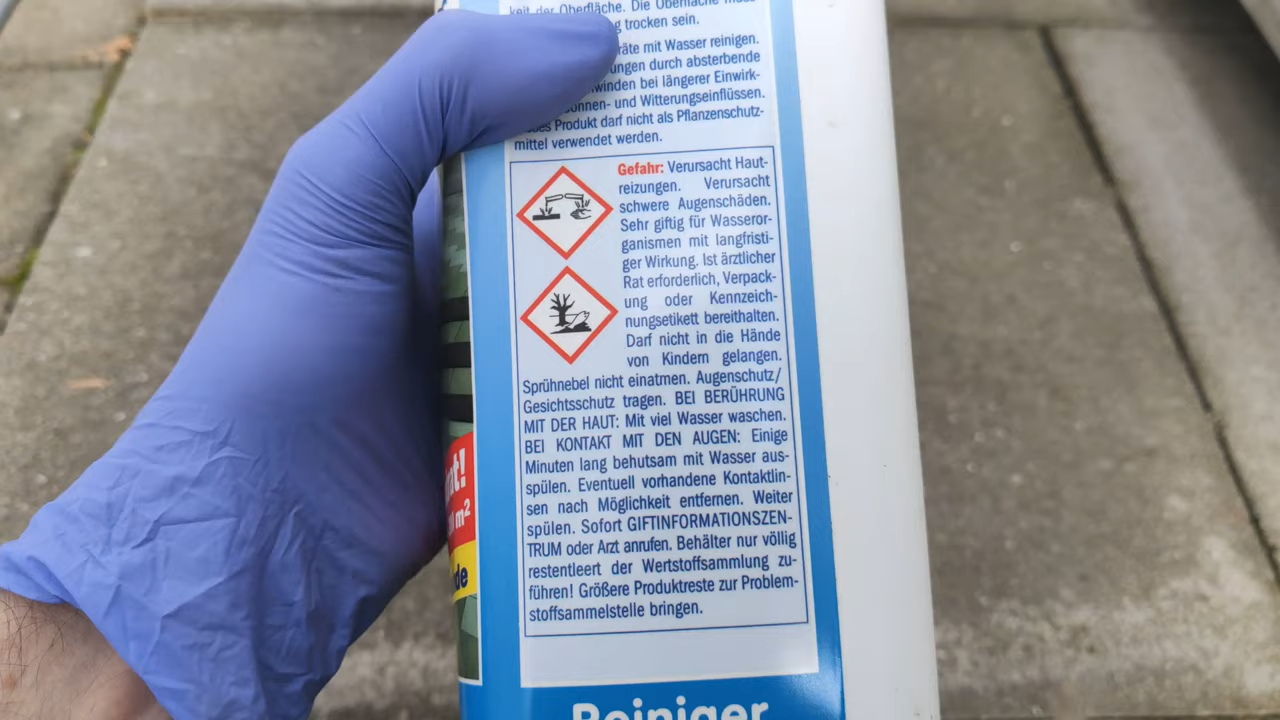 keit der Oberfläche. Die Oberfläche muss
trocken sein.
mit Wasser reinigen.
durch absterbende
bei längerer Einwirk-
und Witterungseinflüssen.
Produkt darf nicht als Pflanzenschutz-
mittel verwendet werden.
Gefahr: Verursacht Haut-
reizungen. Verursacht
schwere Augenschäden.
Sehr giftig für Wasseror-
ganismen mit langfristi-
ger Wirkung. Ist ärztlicher
Rat erforderlich, Verpack-
ung oder Kennzeich-
nungsetikett bereithalten.
Darf nicht in die Hände
von Kindern gelangen.
Sprühnebel nicht einatmen. Augenschutz/
Gesichtsschutz tragen. BEI BERÜHRUNG
MIT DER HAUT: Mit viel Wasser waschen.
BEI KONTAKT MIT DEN AUGEN: Einige
Minuten lang behutsam mit Wasser aus-
spülen. Eventuell vorhandene Kontaktlin-
sen nach Möglichkeit entfernen. Weiter
spülen. Sofort GIFTINFORMATIONSZEN-
TRUM oder Arzt anrufen. Behälter nur völlig
restentleert der Wertstoffsammlung zu-
führen! Größere Produktreste zur Problem-
stoffsammelstelle bringen.
m²
Reiniger